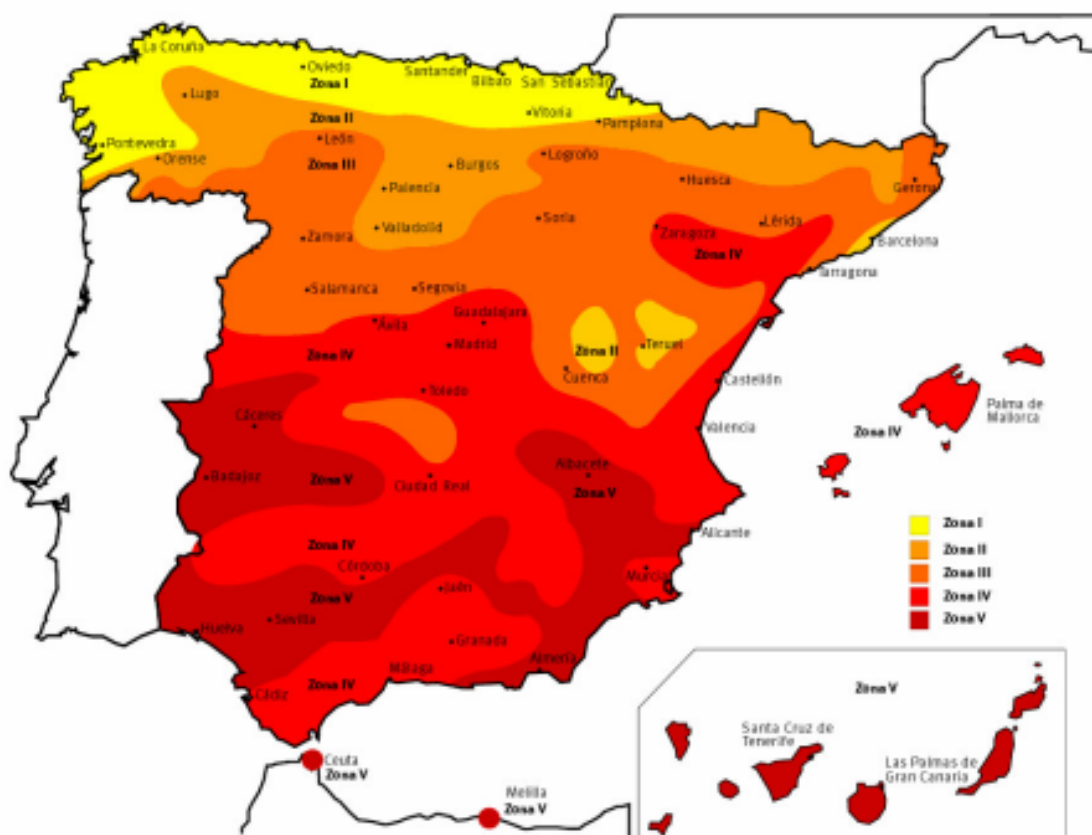 La Coruña
Oviedo
Santander
Bilbao
San Sebastián
Zona I
Lugo
Vitoria
Zona II
Pamplona
León
Pontevedra
Orense
Zona III
Burgos
Logroño
Palencia
Huesca
Gerona
Soria
Valladolid
Lérida
Zamora
Zaragoza
Barcelona
Zona IV
Tarragona
Salamanca
Segovia
Guadalajara
Ávila
Madrid
Zona II
Teruel
Zona IV
Cuenca
Castellón
Toledo
Palma de
Mallorca
Cáceres
Valencia
Zona IV
Badajoz
Zona V
Ciudad Real
Albacete
Zona V
Alicante
Zona IV
Córdoba
Murcia
Jaén
Zona V
Sevilla
Huelva
Granada
Málaga
Almería
Cádiz
Zona IV
Ceuta
Zona V
Melilla
Zona V
Zona I
Zona II
Zona III
Zona IV
Zona V
Zona V
Santa Cruz de
Tenerife
Las Palmas de
Gran Canaria